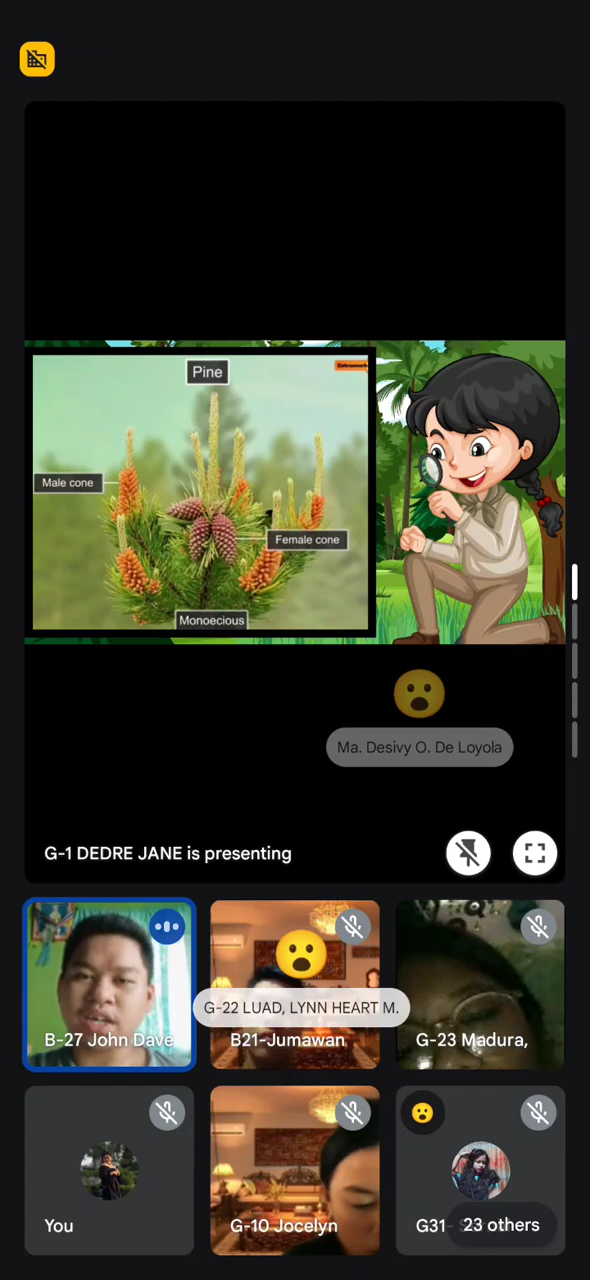 Pine
Male cone
Female cone
Monoecious
Ma. Desivy O. De Loyola
G-1 DEDRE JANE is presenting
B-27 John Dave
G-22 LUAD, LYNN HEART M.
B21-Jumawan
G-23 Madura,
You
G-10 Jocelyn
G31-
23 others